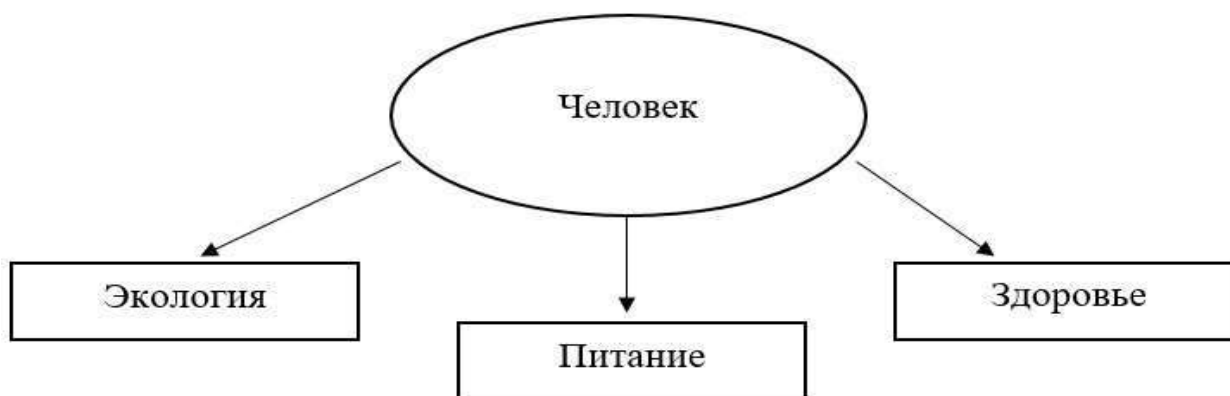 Человек
Экология
Питание
Здоровье